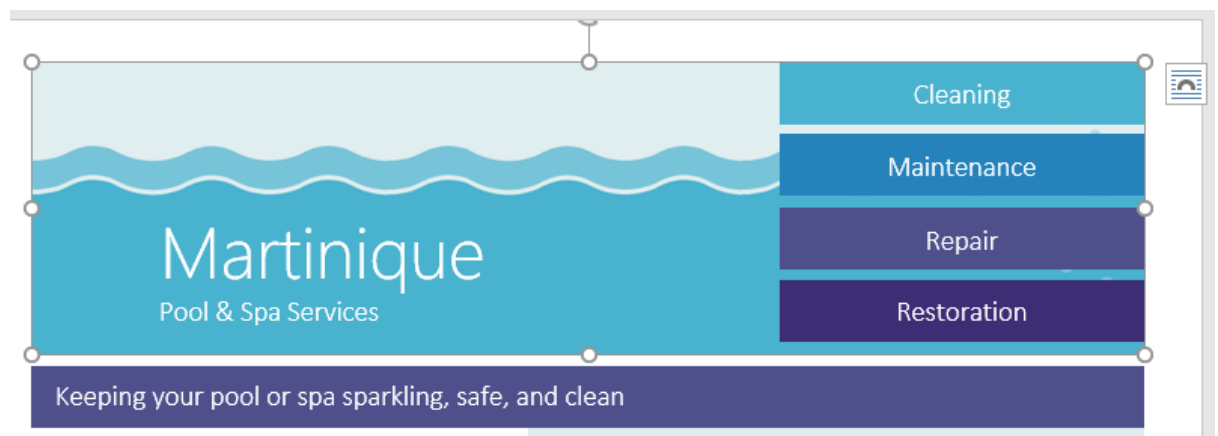 Martinique
Pool & Spa Services
Cleaning
Maintenance
Repair
Restoration
Keeping your pool or spa sparkling, safe, and clean